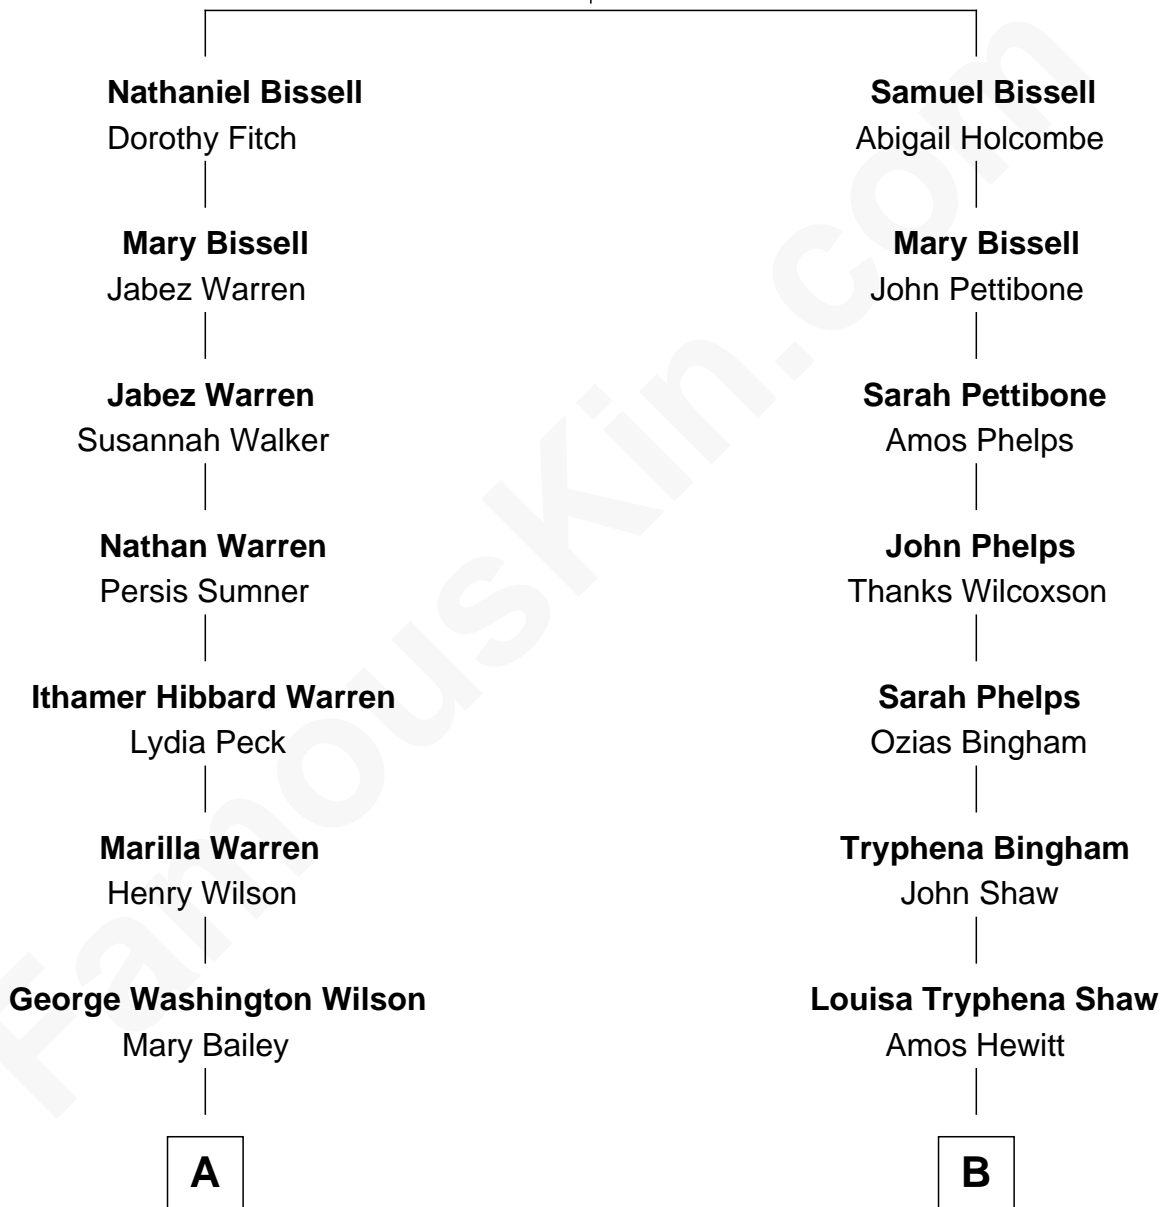 Nathaniel Bissell
Dorothy Fitch
Mary Bissell
Jabez Warren
Jabez Warren
Susannah Walker
Nathan Warren
Persis Sumner
Ithamer Hibbard Warren
Lydia Peck
Marilla Warren
Henry Wilson
George Washington Wilson
Mary Bailey
A
Samuel Bissell
Abigail Holcombe
Mary Bissell
John Pettibone
Sarah Pettibone
Amos Phelps
John Phelps
Thanks Wilcoxson
Sarah Phelps
Ozias Bingham
Tryphena Bingham
John Shaw
Louisa Tryphena Shaw
Amos Hewitt
B
FamousKin.com